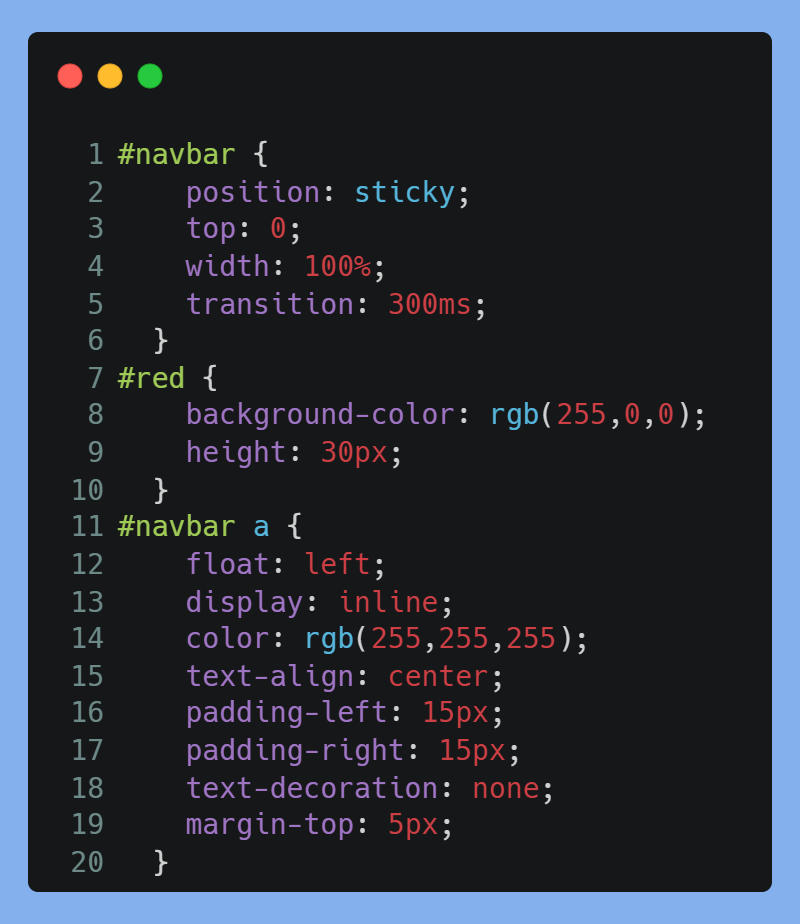 1 #navbar {
2     position: sticky;
3     top: 0;
4     width: 100%;
5     transition: 300ms;
6   }
7 #red {
8     background-color: rgb(255,0,0);
9     height: 30px;
10   }
11 #navbar a {
12     float: left;
13     display: inline;
14     color: rgb(255,255,255);
15     text-align: center;
16     padding-left: 15px;
17     padding-right: 15px;
18     text-decoration: none;
19     margin-top: 5px;
20   }